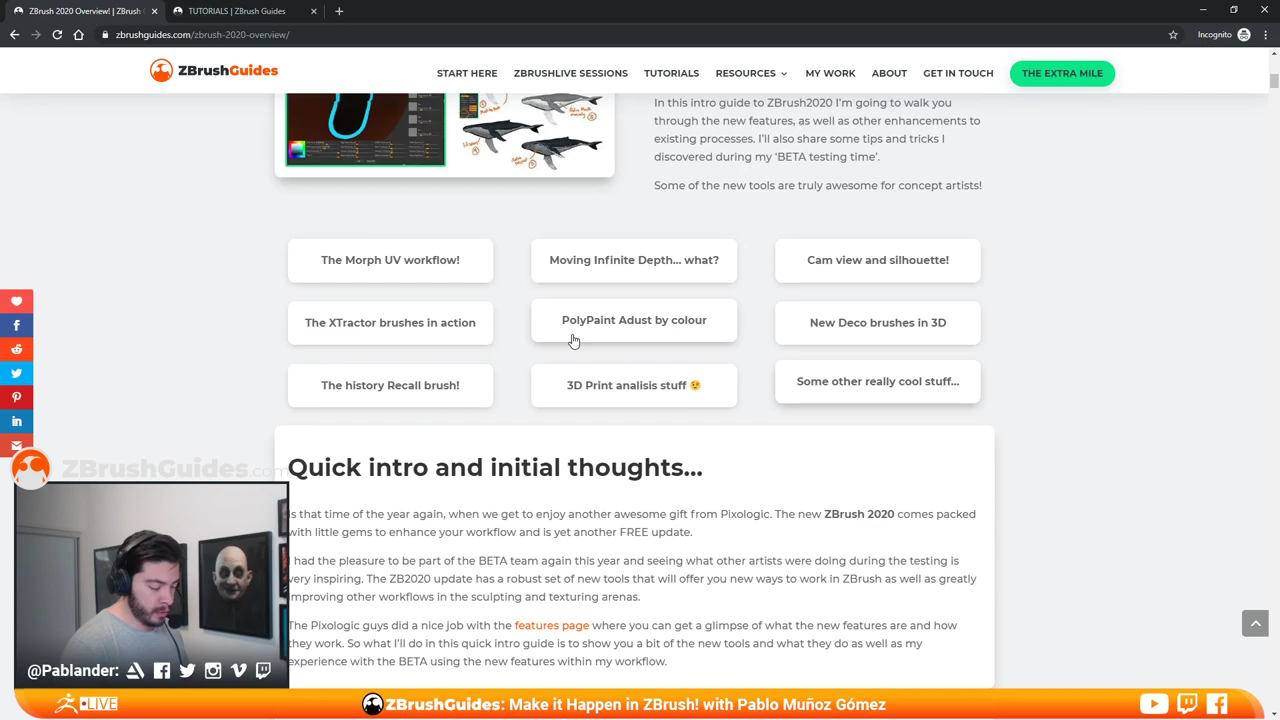 ZBrush 2020 Overview! |
TUTORIALS | ZBrushGuides
zbrushguides.com/zbrush-2020-overview/
Incognito
ZBrushGuides
START HERE
ZBRUSHLIVE SESSIONS
TUTORIALS
RESOURCES
MY WORK
ABOUT
GET IN TOUCH
THE EXTRA MILE
In this intro guide to ZBrush2020 I'm going to walk you
through the new features, as well as other enhancements to
existing processes. I'll also share some tips and tricks I
discovered during my 'BETA testing time'.
Some of the new tools are truly awesome for concept artists!
The Morph UV workflow!
Moving Infinite Depth... what?
Cam view and silhouette!
The XTractor brushes in action
PolyPaint Adust by colour
New Deco brushes in 3D
The history Recall brush!
3D Print analisis stuff 😉
Some other really cool stuff...
ZBrushGuides.com
Quick intro and initial thoughts...
Is that time of the year again, when we get to enjoy another awesome gift from Pixologic. The new ZBrush 2020 comes packed
with little gems to enhance your workflow and is yet another FREE update.
I had the pleasure to be part of the BETA team again this year and seeing what other artists were doing during the testing is
very inspiring. The ZB2020 update has a robust set of new tools that will offer you new ways to work in ZBrush as well as greatly
improving other workflows in the sculpting and texturing arenas.
The Pixologic guys did a nice job with the features page where you can get a glimpse of what the new features are and how
they work. So what I'll do in this quick intro guide is to show you a bit of the new tools and what they do as well as my
experience with the BETA using the new features within my workflow.
@Pablander:
LIVE
ZBrushGuides: Make it Happen in ZBrush! with Pablo Muñoz Gómez